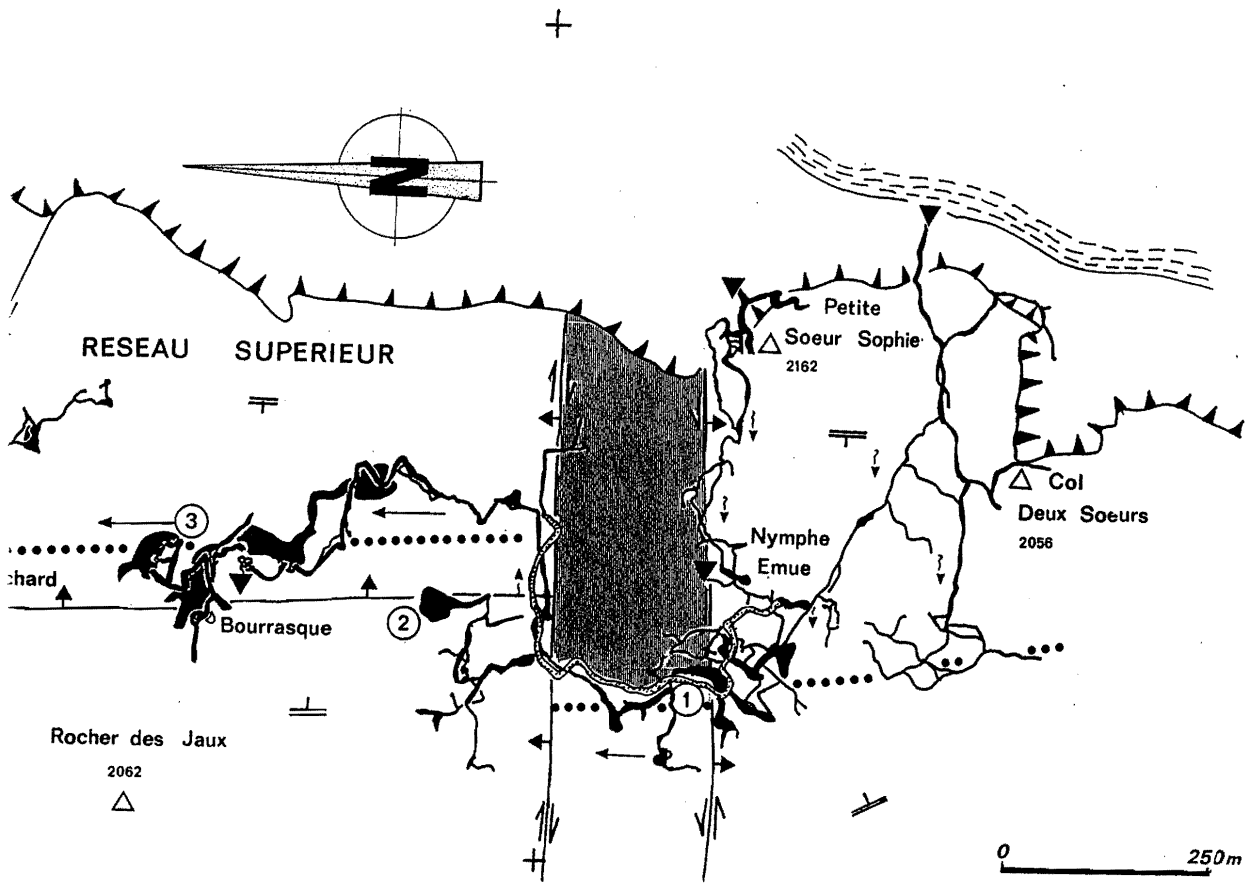 N
RESEAU SUPERIEUR
Petite
Soeur Sophie
2162
Col
Deux Soeurs
2056
Nymphe
Emue
3
chard
2
Bourrasque
1
Rocher des Jaux
2062
0 250m